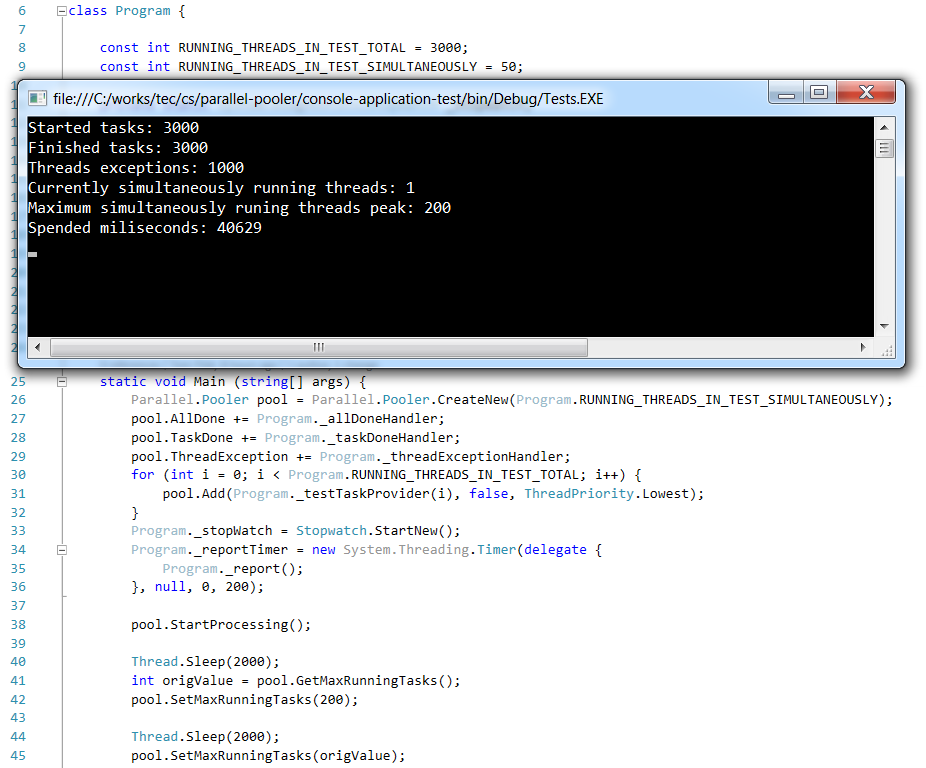 6 class Program {
7
8 const int RUNNING_THREADS_IN_TEST_TOTAL = 3000;
9 const int RUNNING_THREADS_IN_TEST_SIMULTANEOUSLY = 50;
file:///C:/works/tec/cs/parallel-pooler/console-application-test/bin/Debug/Tests.EXE
Started tasks: 3000
Finished tasks: 3000
Threads exceptions: 1000
Currently simultaneously running threads: 1
Maximum simultaneously runing threads peak: 200
Spended miliseconds: 40629
25 static void Main (string[] args) {
26 Parallel.Pooler pool = Parallel.Pooler.CreateNew(Program.RUNNING_THREADS_IN_TEST_SIMULTANEOUSLY);
27 pool.AllDone += Program._allDoneHandler;
28 pool.TaskDone += Program._taskDoneHandler;
29 pool.ThreadException += Program._threadExceptionHandler;
30 for (int i = 0; i < Program.RUNNING_THREADS_IN_TEST_TOTAL; i++) {
31 pool.Add(Program._testTaskProvider(i), false, ThreadPriority.Lowest);
32 }
33 Program._stopWatch = Stopwatch.StartNew();
34 Program._reportTimer = new System.Threading.Timer(delegate {
35 Program._report();
36 }, null, 0, 200);
37
38 pool.StartProcessing();
39
40 Thread.Sleep(2000);
41 int origValue = pool.GetMaxRunningTasks();
42 pool.SetMaxRunningTasks(200);
43
44 Thread.Sleep(2000);
45 pool.SetMaxRunningTasks(origValue);